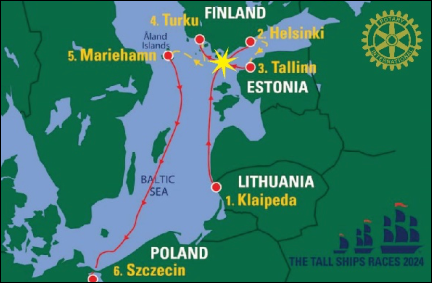 FINLAND
4. Turku
2. Helsinki
Åland
Islands
5. Mariehamn
3. Tallinn
ESTONIA
BALTIC
SEA
LITHUANIA
1. Klaipeda
POLAND
6. Szczecin
THE TALL SHIPS RACES 2024
ROTARY
INTERNATIONAL